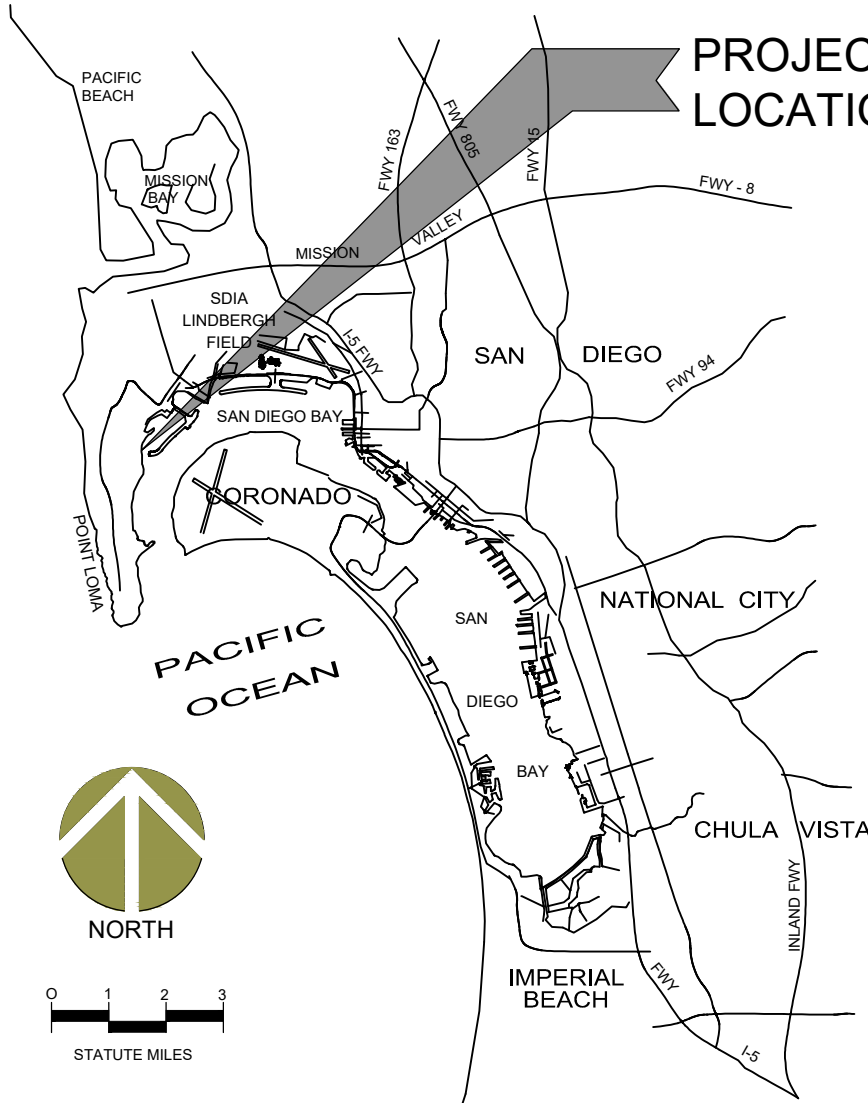 PROJEC
LOCATIO
PACIFIC
BEACH
FWY 163
FWY 805
FWY 15
MISSION
BAY
FWY - 8
VALLEY
MISSION
SDIA
LINDBERGH
FIELD
I-5 FWY
SAN DIEGO
FWY 94
SAN DIEGO BAY
CORONADO
POINT LOMA
NATIONAL CITY
SAN
PACIFIC
OCEAN
DIEGO
BAY
CHULA VISTA
INLAND FWY
NORTH
IMPERIAL
BEACH
FWY
I-5
O 1 2 3
STATUTE MILES